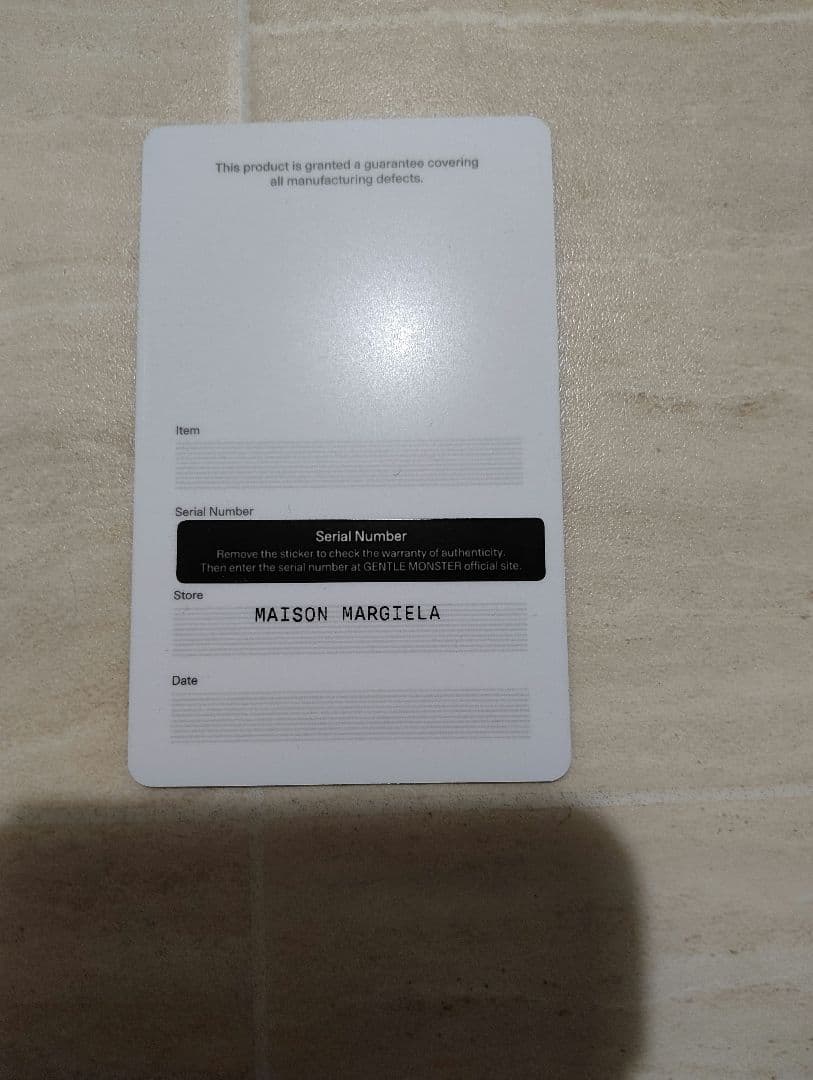 This product is granted a guarantee covering
all manufacturing defects.
Item
Serial Number
Serial Number
Remove the sticker to check the warranty of authenticity.
Then enter the serial number at GENTLE MONSTER official site.
Store
MAISON MARGIELA
Date